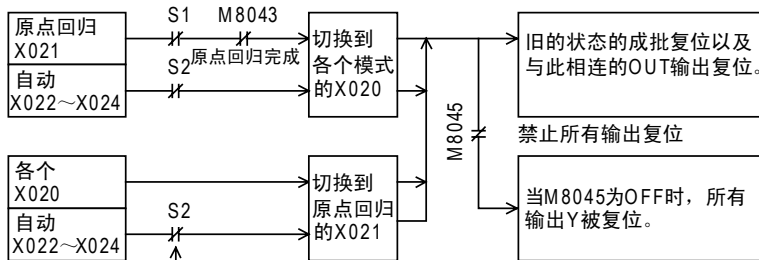 原点回归
X021
S1
M8043
原点回归完成
自动
X022～X024
S2
切换到
各个模式
的X020
旧的状态的成批复位以及
与此相连的OUT输出复位。
M8045
禁止所有输出复位
各个
X020
自动
X022～X024
S2
切换到
原点回归
的X021
当M8045为OFF时，所有
输出Y被复位。